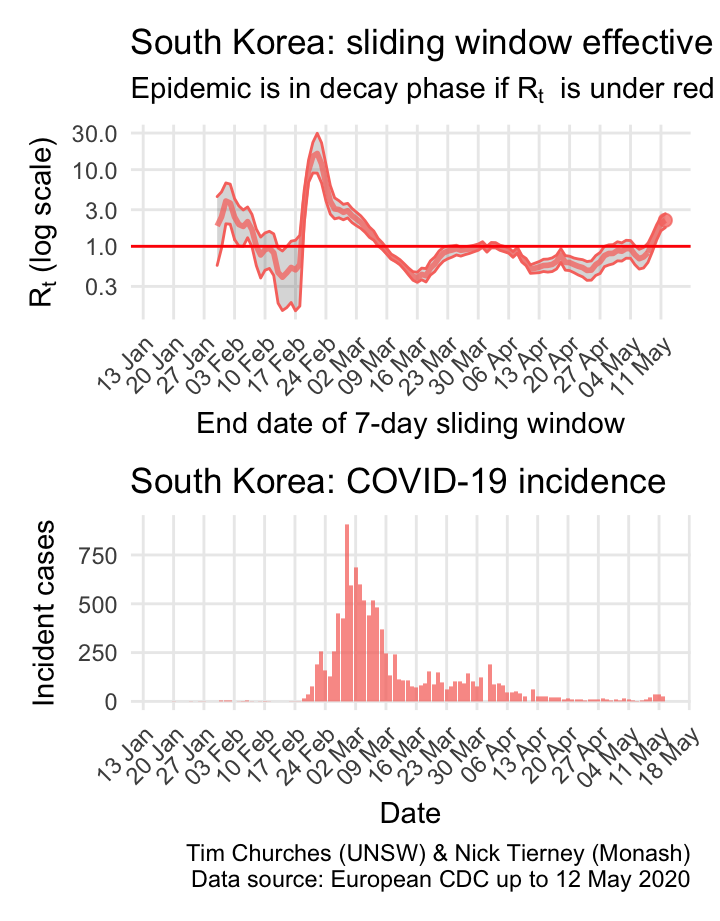 South Korea: sliding window effective
Epidemic is in decay phase if Rt is under red
Rt (log scale)
30.0
10.0
3.0
1.0
0.3
13 Jan
20 Jan
27 Jan
03 Feb
10 Feb
17 Feb
24 Feb
02 Mar
09 Mar
16 Mar
23 Mar
30 Mar
06 Apr
13 Apr
20 Apr
27 Apr
04 May
11 May
End date of 7-day sliding window
South Korea: COVID-19 incidence
Incident cases
750
500
250
0
13 Jan
20 Jan
27 Jan
03 Feb
10 Feb
17 Feb
24 Feb
02 Mar
09 Mar
16 Mar
23 Mar
30 Mar
06 Apr
13 Apr
20 Apr
27 Apr
04 May
11 May
18 May
Date
Tim Churches (UNSW) & Nick Tierney (Monash)
Data source: European CDC up to 12 May 2020